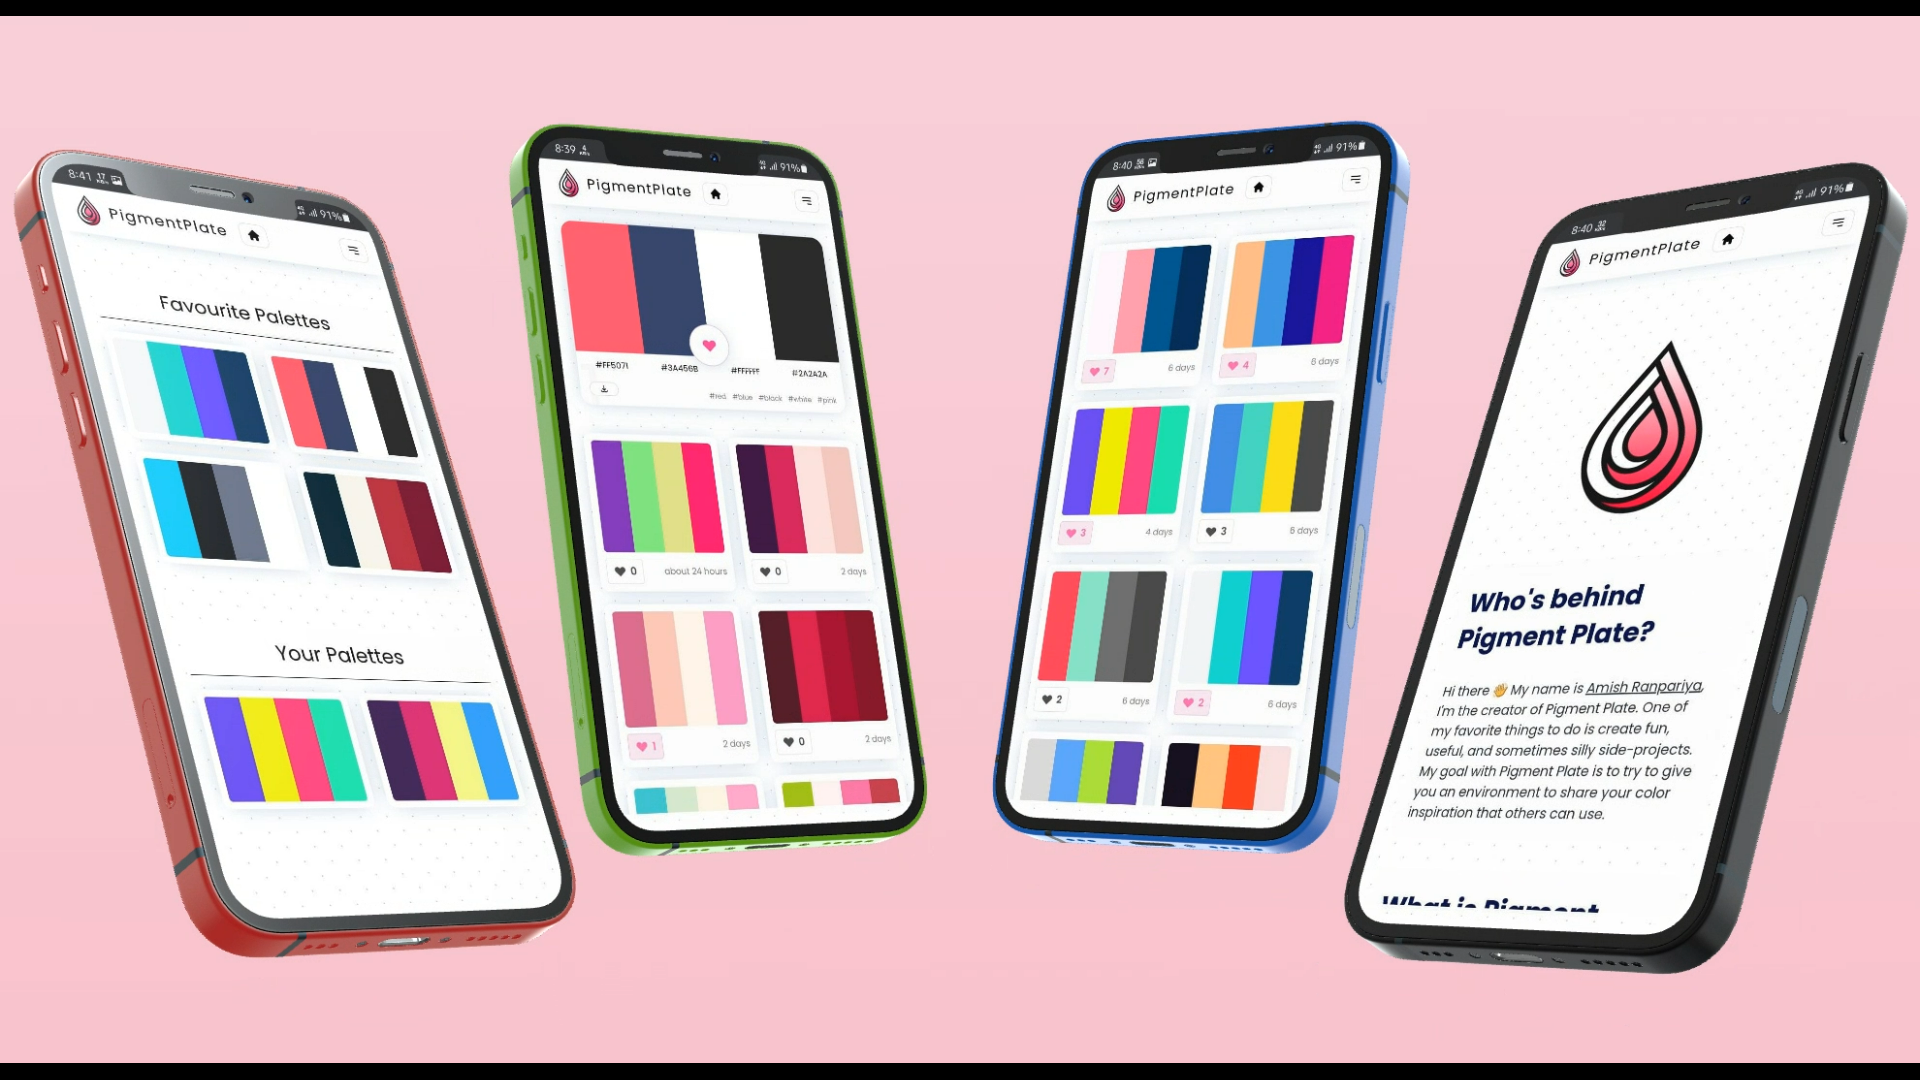 8:41 17
91%
PigmentPlate
Favourite Palettes
Your Palettes
8:39 4
91%
PigmentPlate
#FF5071 #3A456B #FFFFFF #2A2A2A
#red #blue #black #white #pink
0 about 24 hours
0 2 days
1 2 days
0 2 days
8:40
91%
PigmentPlate
7 6 days
4 6 days
3 4 days
3 6 days
2 6 days
2 6 days
8:40 32
91%
PigmentPlate
Who's behind
Pigment Plate?
Hi there 👋 My name is Amish Ranpariya,
I'm the creator of Pigment Plate. One of
my favorite things to do is create fun,
useful, and sometimes silly side-projects.
My goal with Pigment Plate is to try to give
you an environment to share your color
inspiration that others can use.
What is Pigment